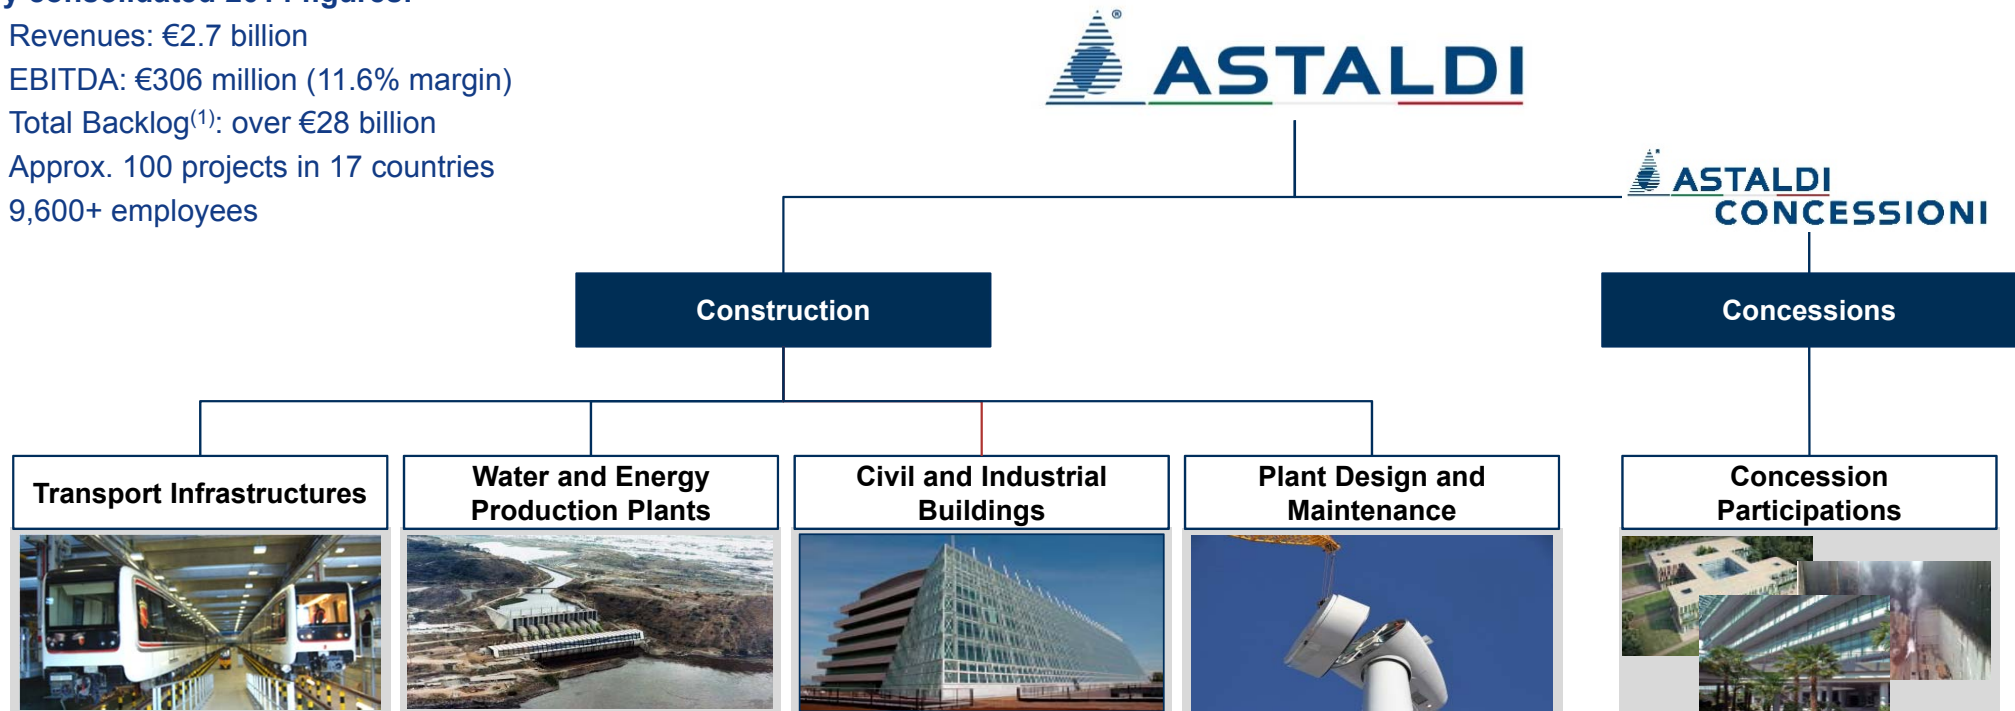 Revenues: €2.7 billion
EBITDA: €306 million (11.6% margin)
Total Backlog(1): over €28 billion
Approx. 100 projects in 17 countries
9,600+ employees
ASTALDI
ASTALDI
CONCESSIONI
Construction
Concessions
Transport Infrastructures
Water and Energy
Production Plants
Civil and Industrial
Buildings
Plant Design and
Maintenance
Concession
Participations